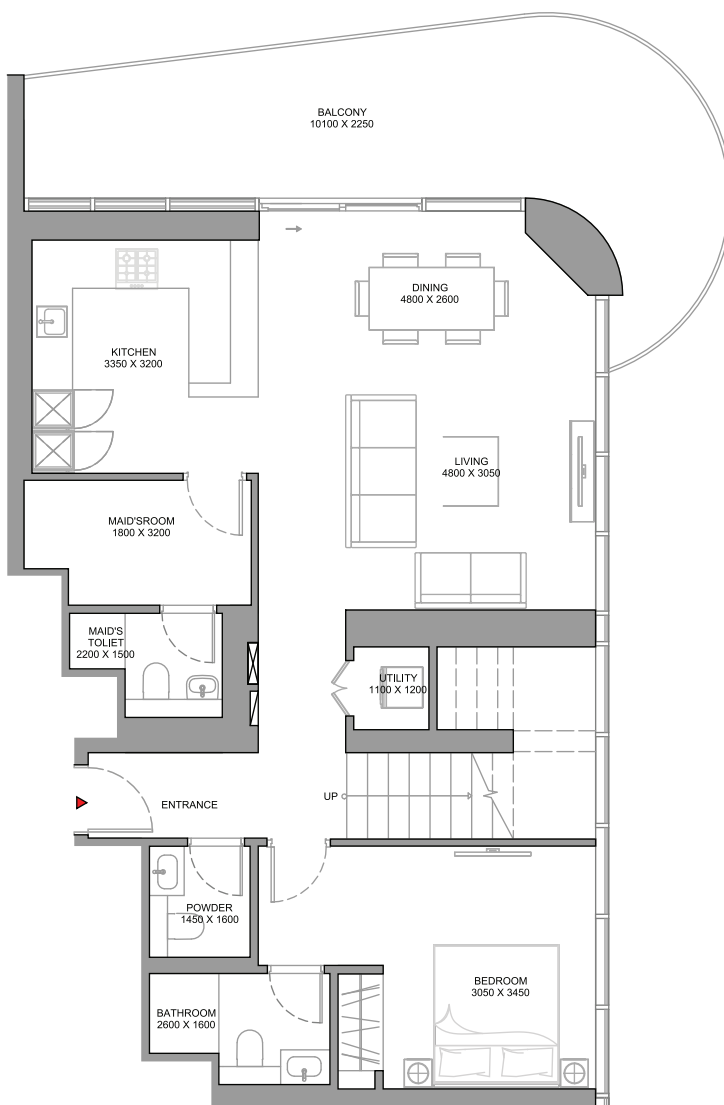 BALCONY
10100 X 2250
DINING
4800 X 2600
KITCHEN
3350 X 3200
LIVING
4800 X 3050
MAID'SROOM
1800 X 3200
MAID'S
TOLIET
2200 X 1500
UTILITY
1100 X 1200
UP
ENTRANCE
POWDER
1450 X 1600
BEDROOM
3050 X 3450
BATHROOM
2600 X 1600